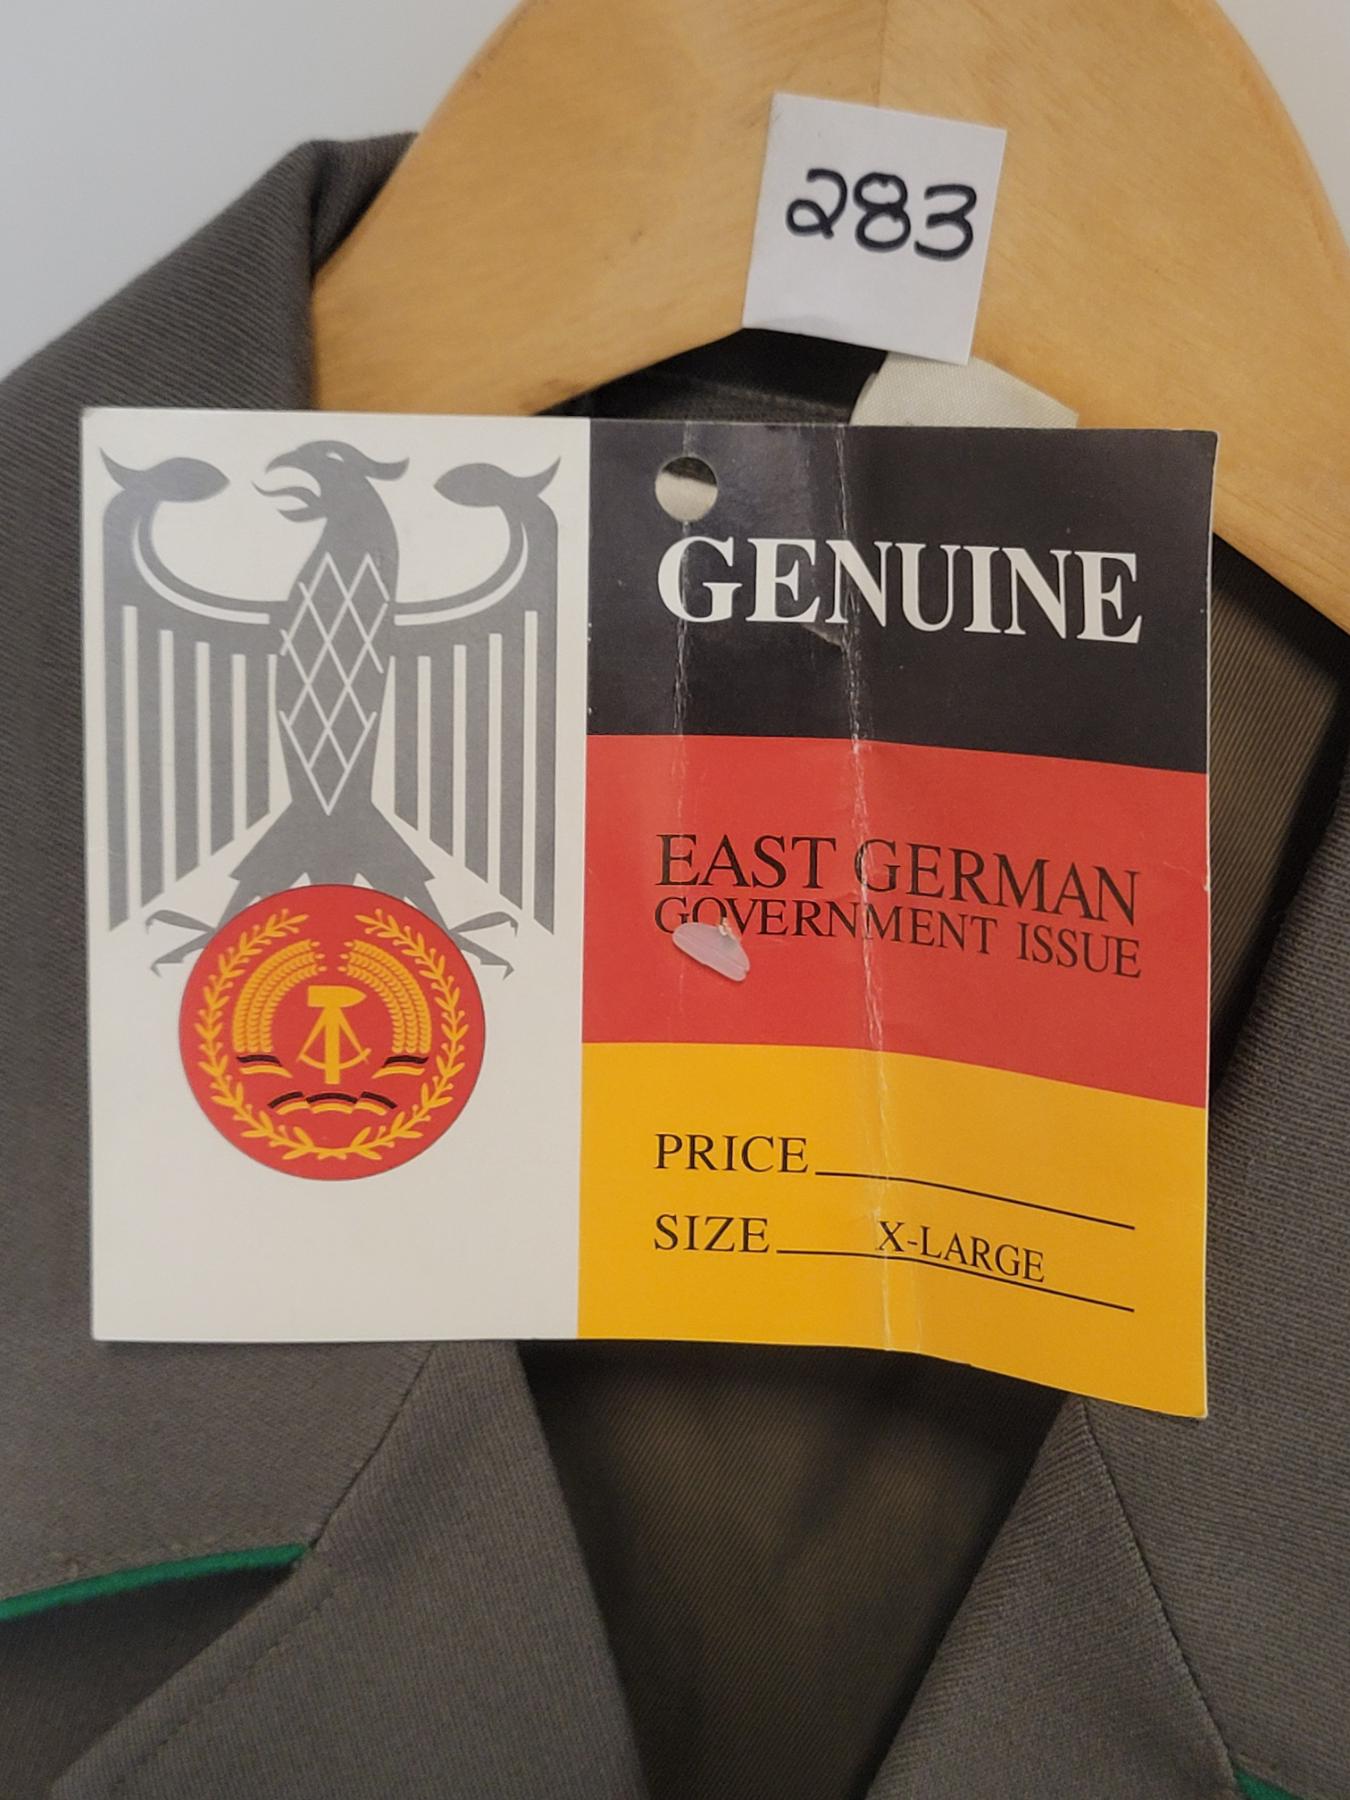 283
GENUINE
EAST GERMAN
GOVERNMENT ISSUE
PRICE
SIZE X-LARGE